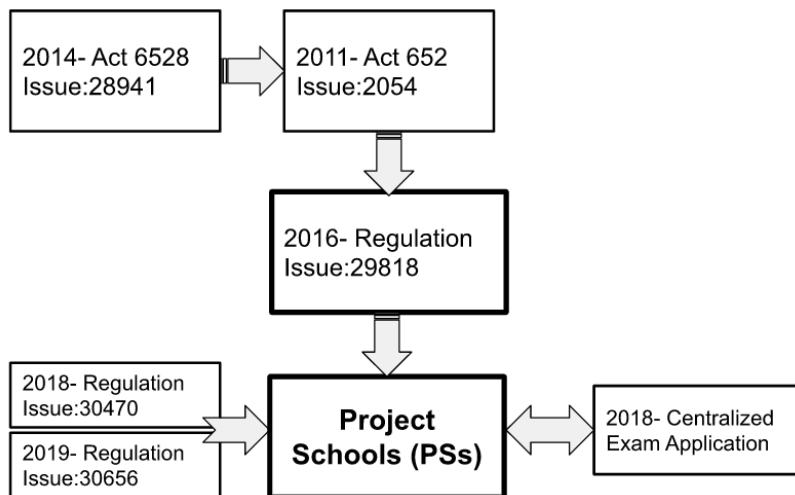 2014- Act 6528
Issue:28941
2011- Act 652
Issue:2054
2016- Regulation
Issue:29818
2018- Regulation
Issue:30470
2019- Regulation
Issue:30656
Project
Schools (PSs)
2018- Centralized
Exam Application